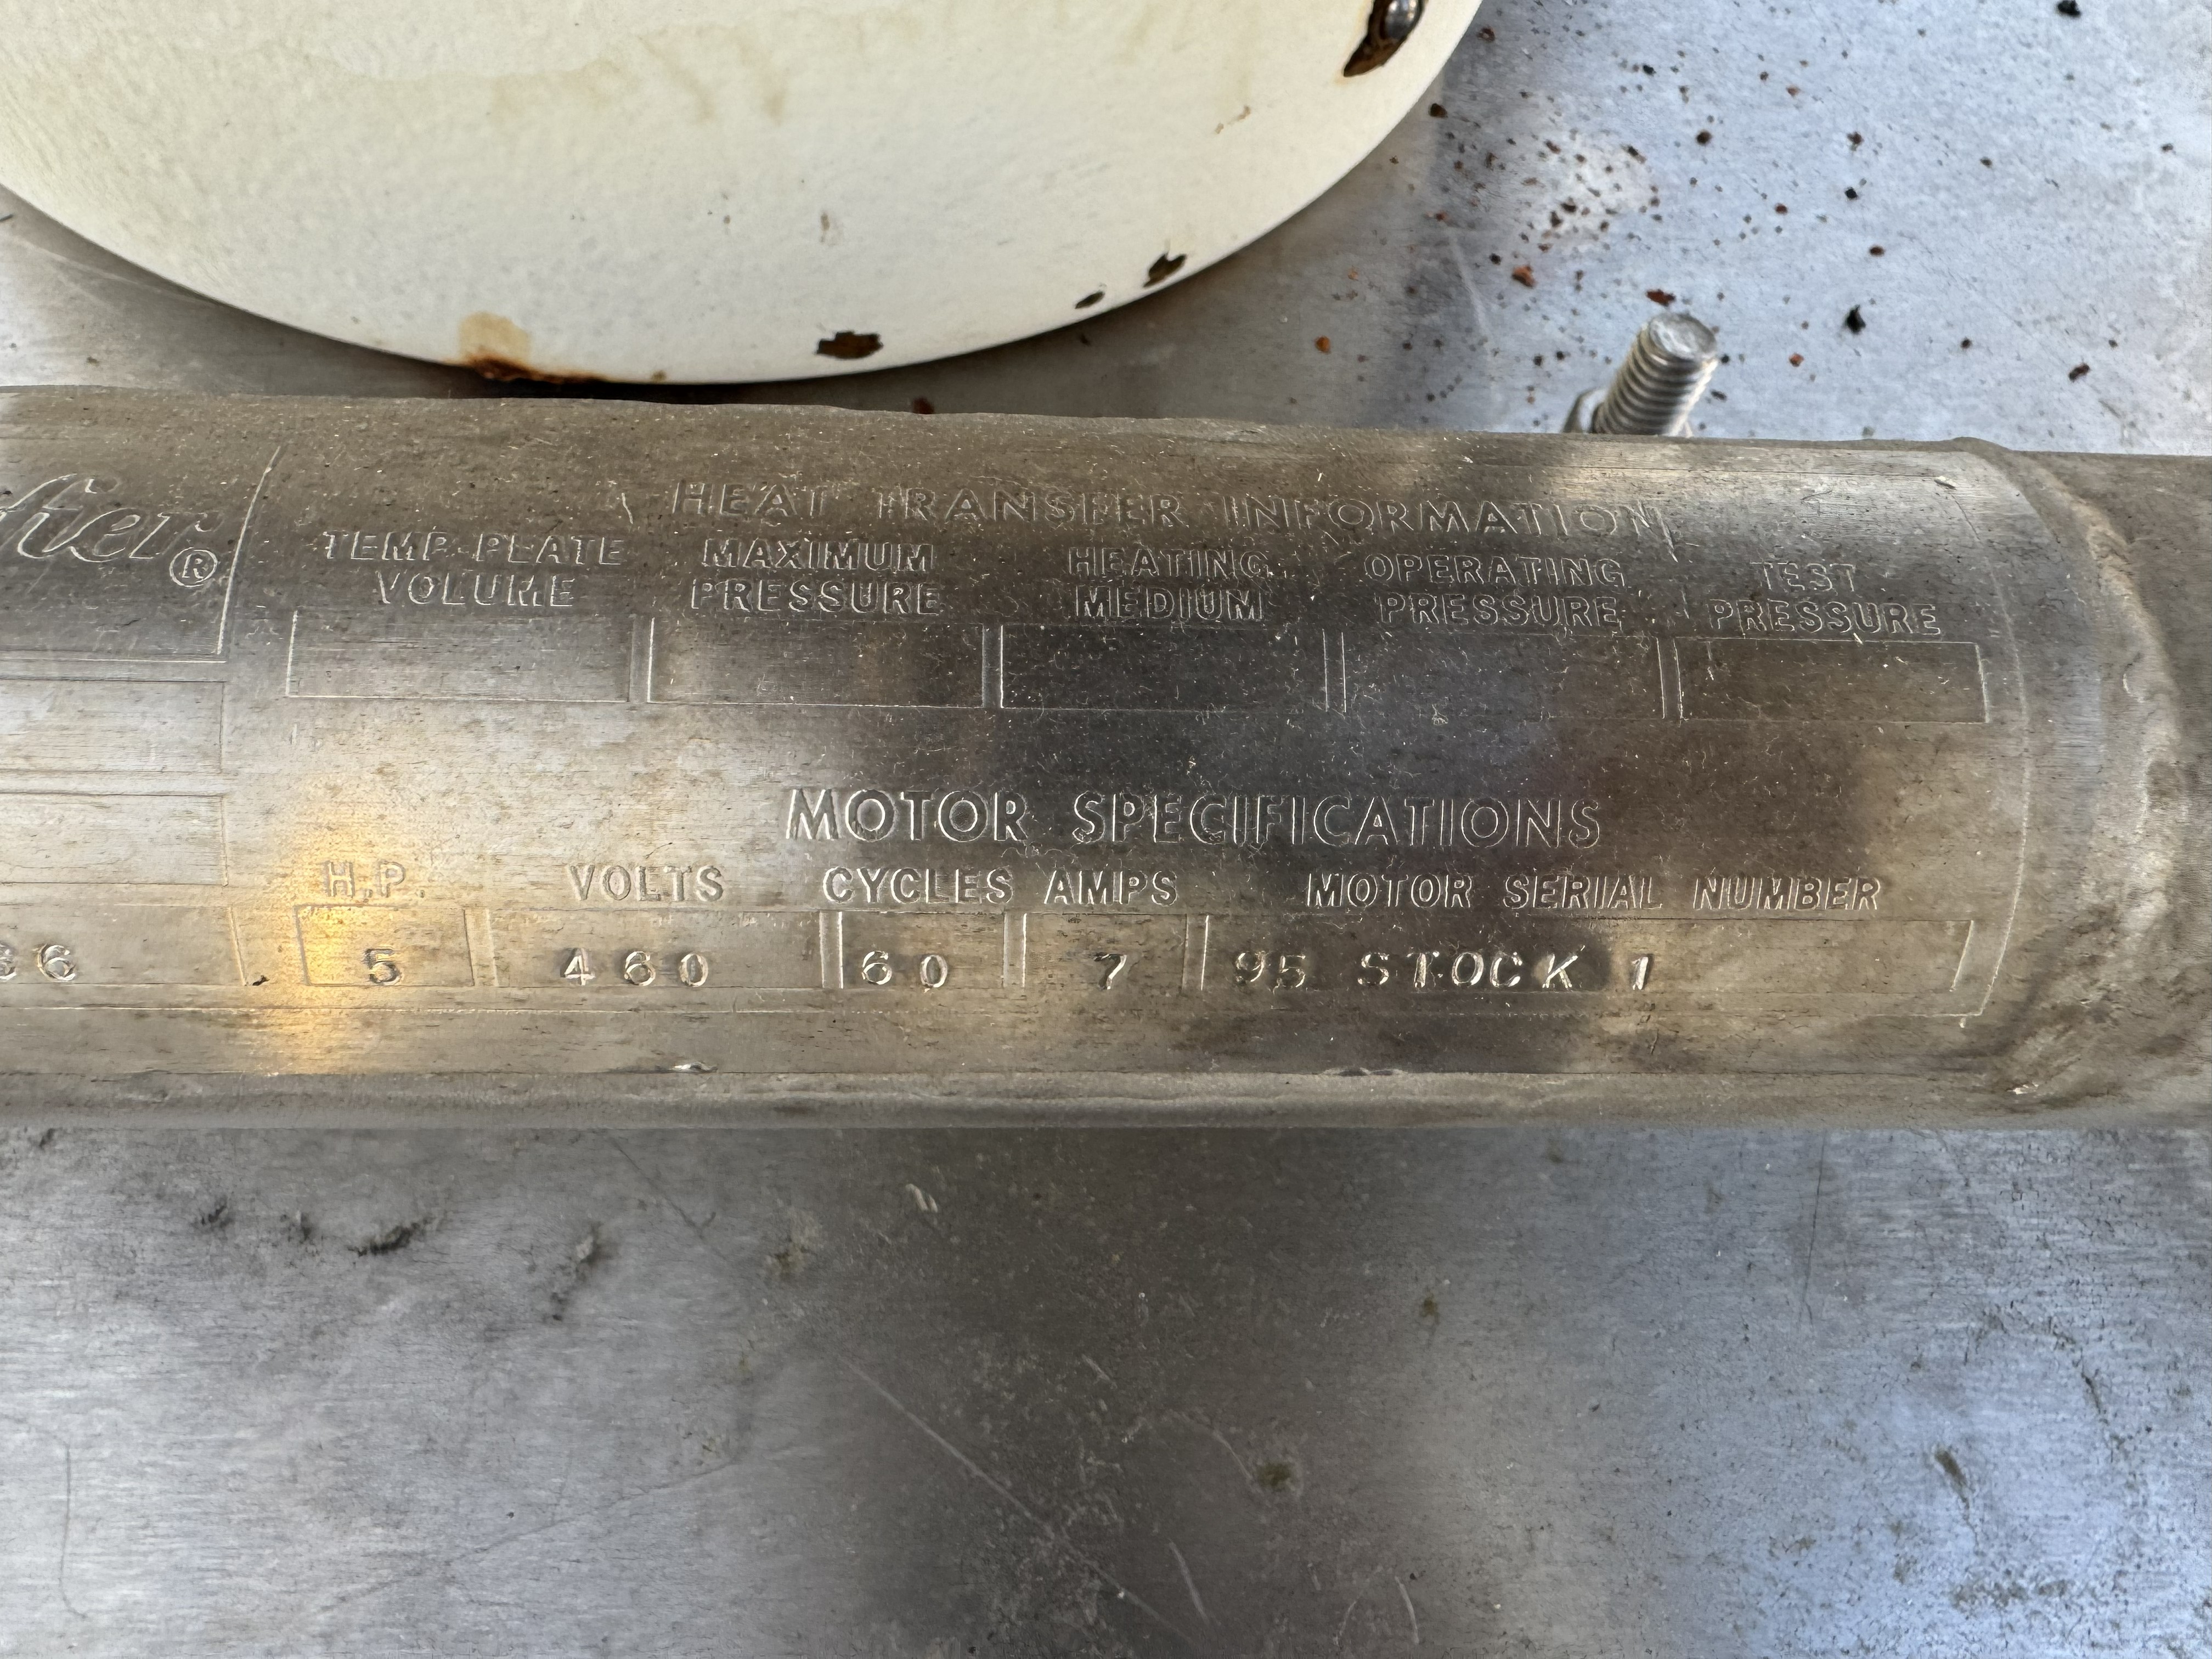 HEAT TRANSFER INFORMATION
TEMP-PLATE VOLUME MAXIMUM PRESSURE HEATING MEDIUM OPERATING PRESSURE TEST PRESSURE
®
MOTOR SPECIFICATIONS
H.P. VOLTS CYCLES AMPS MOTOR SERIAL NUMBER
5 460 60 7 95 STOCK 1